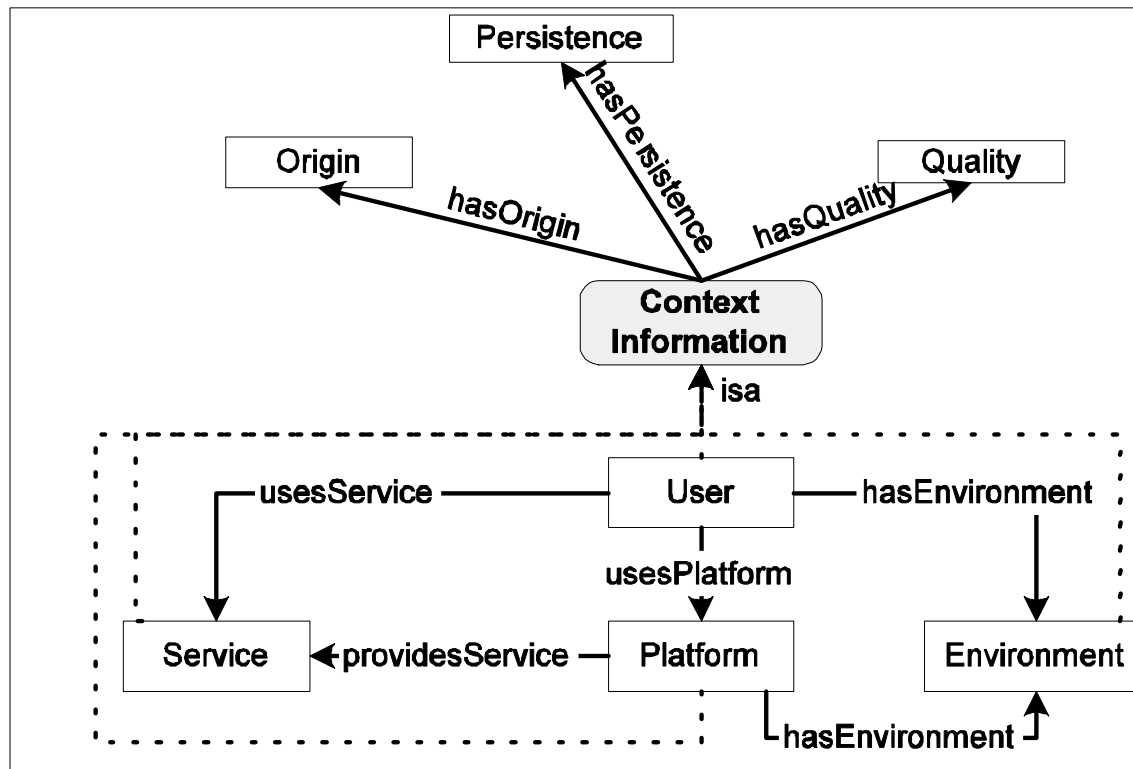 Persistence
hasPersistence
Origin
Quality
hasOrigin
hasQuality
Context
Information
isa
usesService
User
hasEnvironment
usesPlatform
Service
providesService
Platform
Environment
hasEnvironment